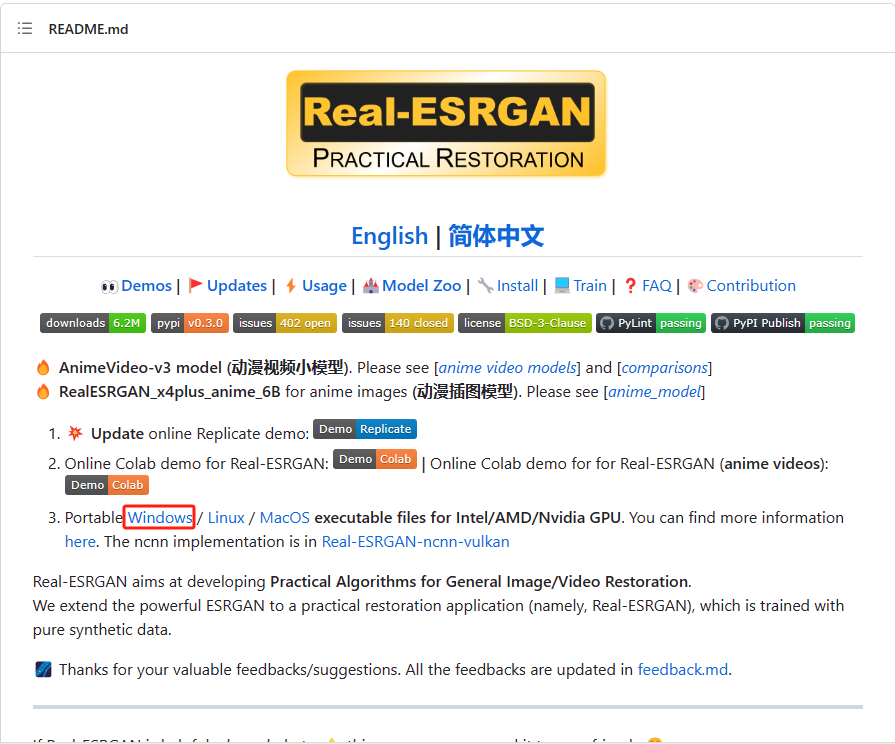 README.md
Real-ESRGAN
PRACTICAL RESTORATION
English | 简体中文
Demos | Updates | Usage | Model Zoo | Install | Train | FAQ | Contribution
downloads 6.2M pypi v0.3.0 issues 402 open issues 140 closed license BSD-3-Clause PyLint passing PyPI Publish passing
AnimeVideo-v3 model (动漫视频小模型). Please see [anime video models] and [comparisons]
RealESRGAN_x4plus_anime_6B for anime images (动漫插图模型). Please see [anime_model]
1. Update online Replicate demo: Demo Replicate
2. Online Colab demo for Real-ESRGAN: Demo Colab | Online Colab demo for for Real-ESRGAN (anime videos):
Demo Colab
3. Portable Windows / Linux / MacOS executable files for Intel/AMD/Nvidia GPU. You can find more information
here. The ncnn implementation is in Real-ESRGAN-ncnn-vulkan
Real-ESRGAN aims at developing Practical Algorithms for General Image/Video Restoration.
We extend the powerful ESRGAN to a practical restoration application (namely, Real-ESRGAN), which is trained with
pure synthetic data.
Thanks for your valuable feedbacks/suggestions. All the feedbacks are updated in feedback.md.